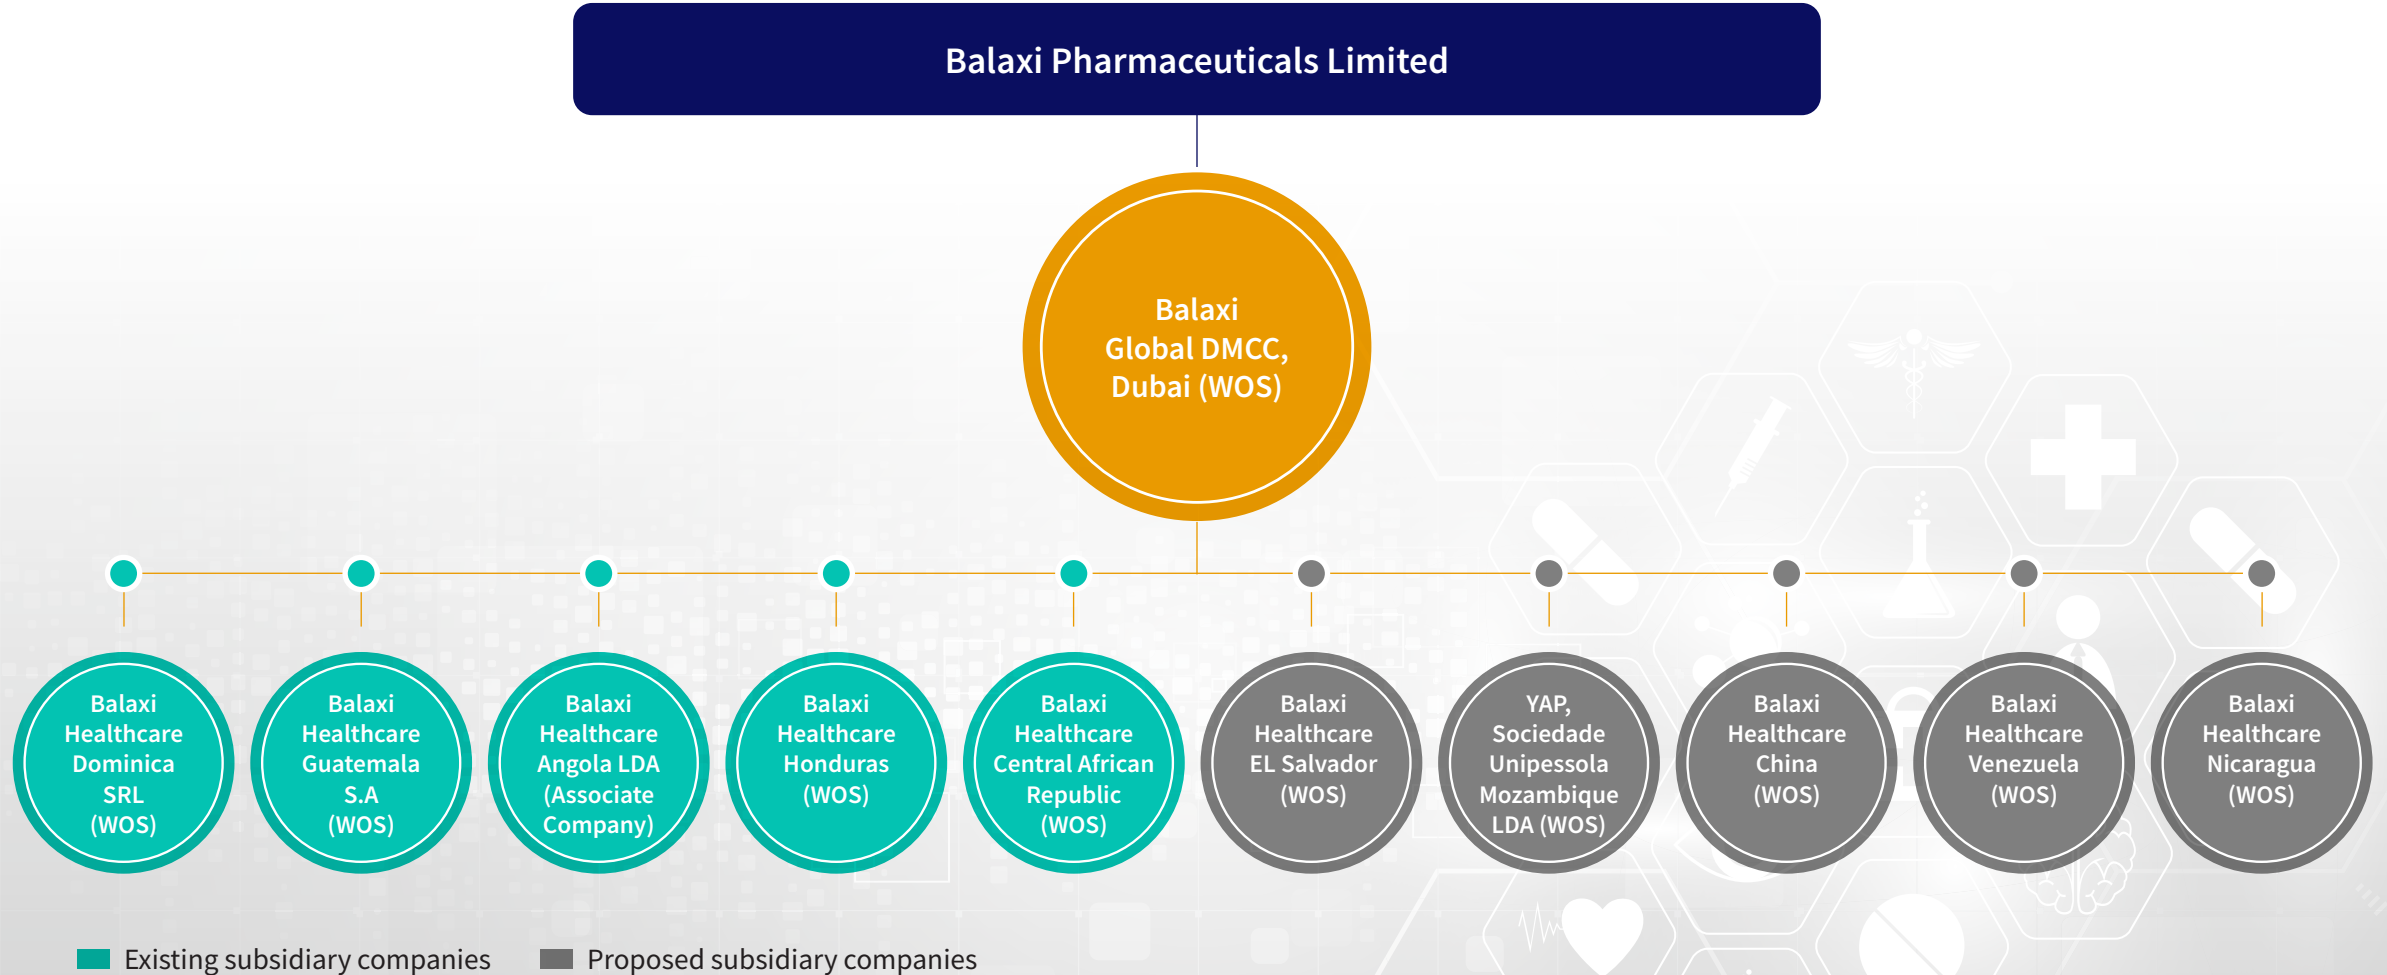 Balaxi Pharmaceuticals Limited
Balaxi
Global DMCC,
Dubai (WOS)
Balaxi
Healthcare
Dominica
SRL
(WOS)
Balaxi
Healthcare
Guatemala
S.A
(WOS)
Balaxi
Healthcare
Angola LDA
(Associate
Company)
Balaxi
Healthcare
Honduras
(WOS)
Balaxi
Healthcare
Central African
Republic
(WOS)
Balaxi
Healthcare
EL Salvador
(WOS)
YAP,
Sociedade
Unipessola
Mozambique
LDA (WOS)
Balaxi
Healthcare
China
(WOS)
Balaxi
Healthcare
Venezuela
(WOS)
Balaxi
Healthcare
Nicaragua
(WOS)
Existing subsidiary companies
Proposed subsidiary companies